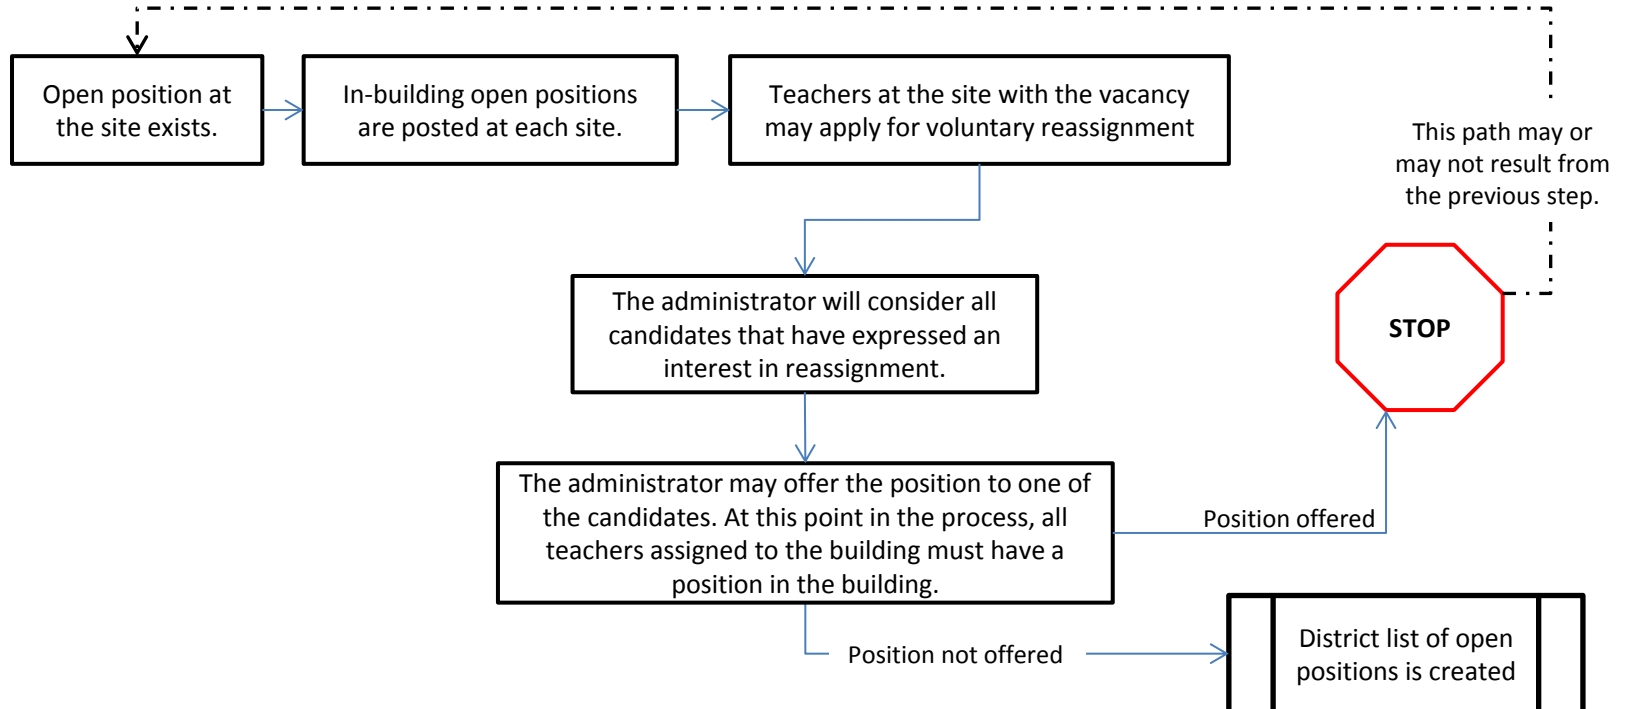 Open position at
the site exists.
In-building open positions
are posted at each site.
Teachers at the site with the vacancy
may apply for voluntary reassignment
This path may or
may not result from
the previous step.
The administrator will consider all
candidates that have expressed an
interest in reassignment.
STOP
The administrator may offer the position to one of
the candidates. At this point in the process, all
teachers assigned to the building must have a
position in the building.
Position offered
Position not offered
District list of open
positions is created